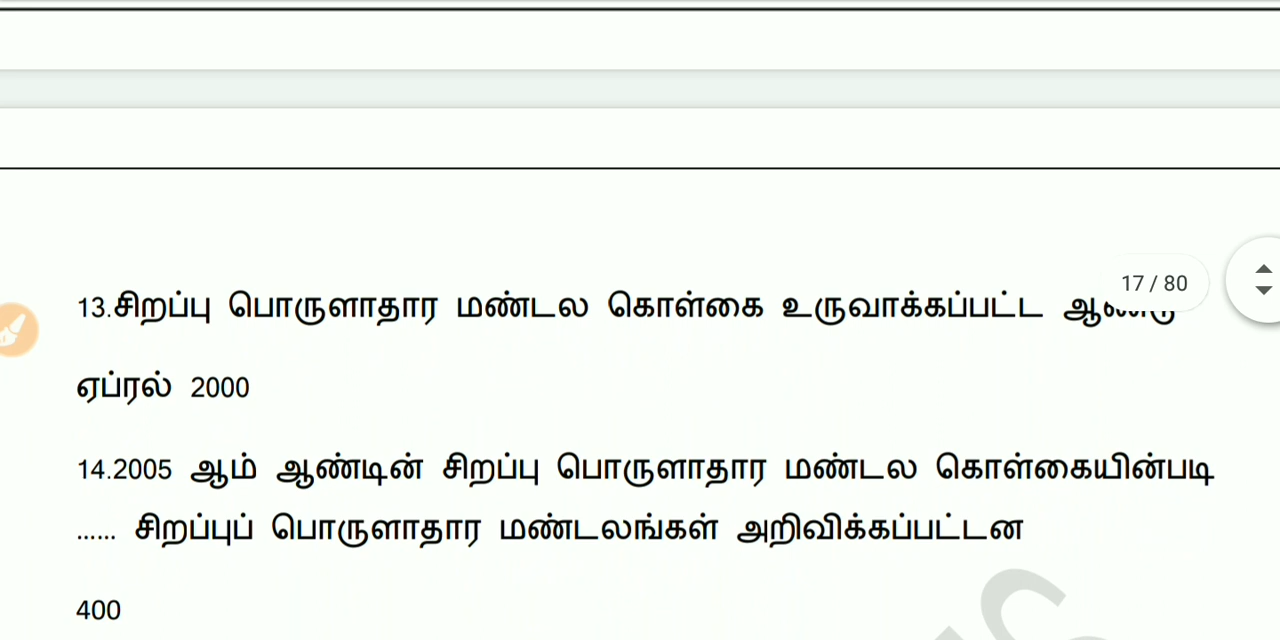 17 / 80
13.சிறப்பு பொருளாதார மண்டல கொள்கை உருவாக்கப்பட்ட
ஏப்ரல் 2000
14.2005 ஆம் ஆண்டின் சிறப்பு பொருளாதார மண்டல கொள்கையின்படி
...... சிறப்புப் பொருளாதார மண்டலங்கள் அறிவிக்கப்பட்டன
400